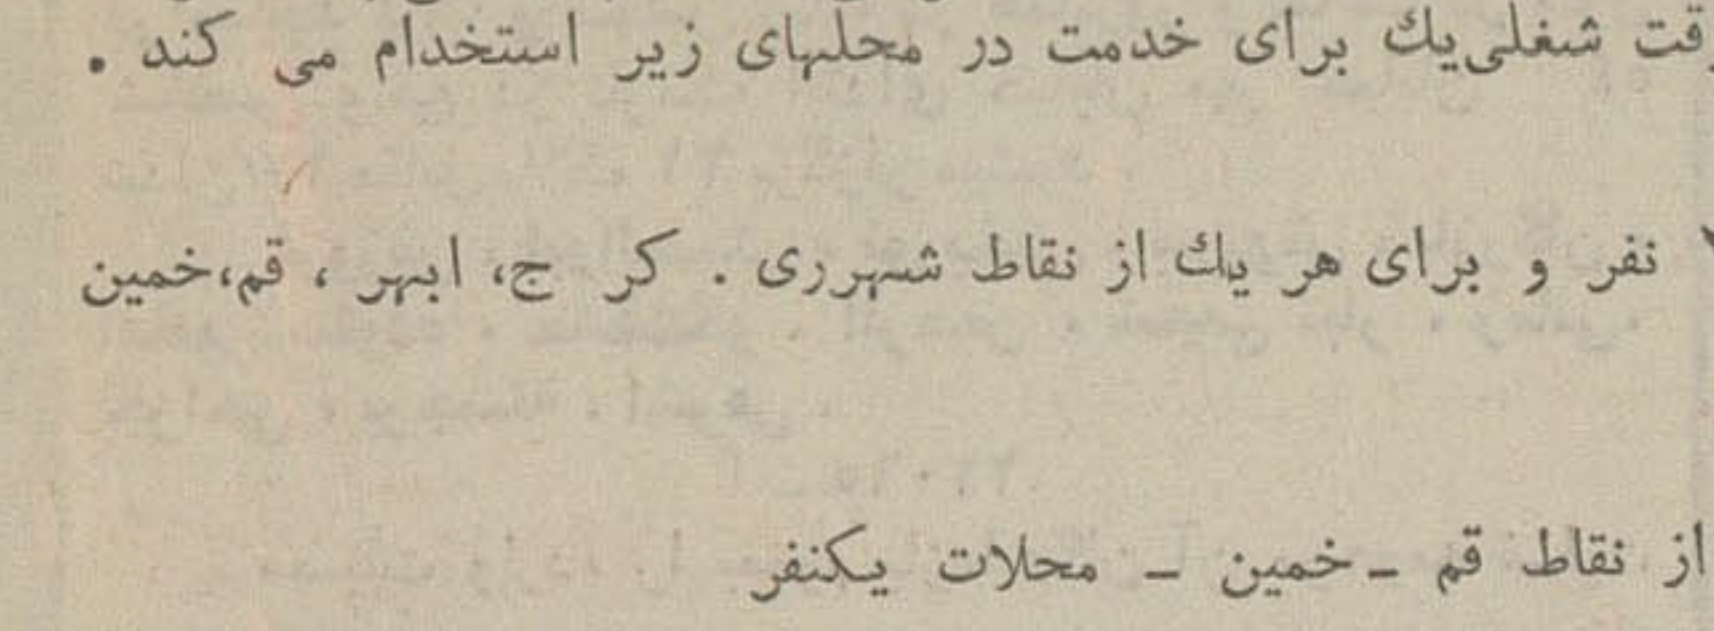 شغلی یك برای خدمت در محلهای زیر استخدام می کند .
نفر و برای هر یك از نقاط شهرری . کر ج، ابهر ، قم،خمین
از نقاط قم - خمین - محلات یکنفر